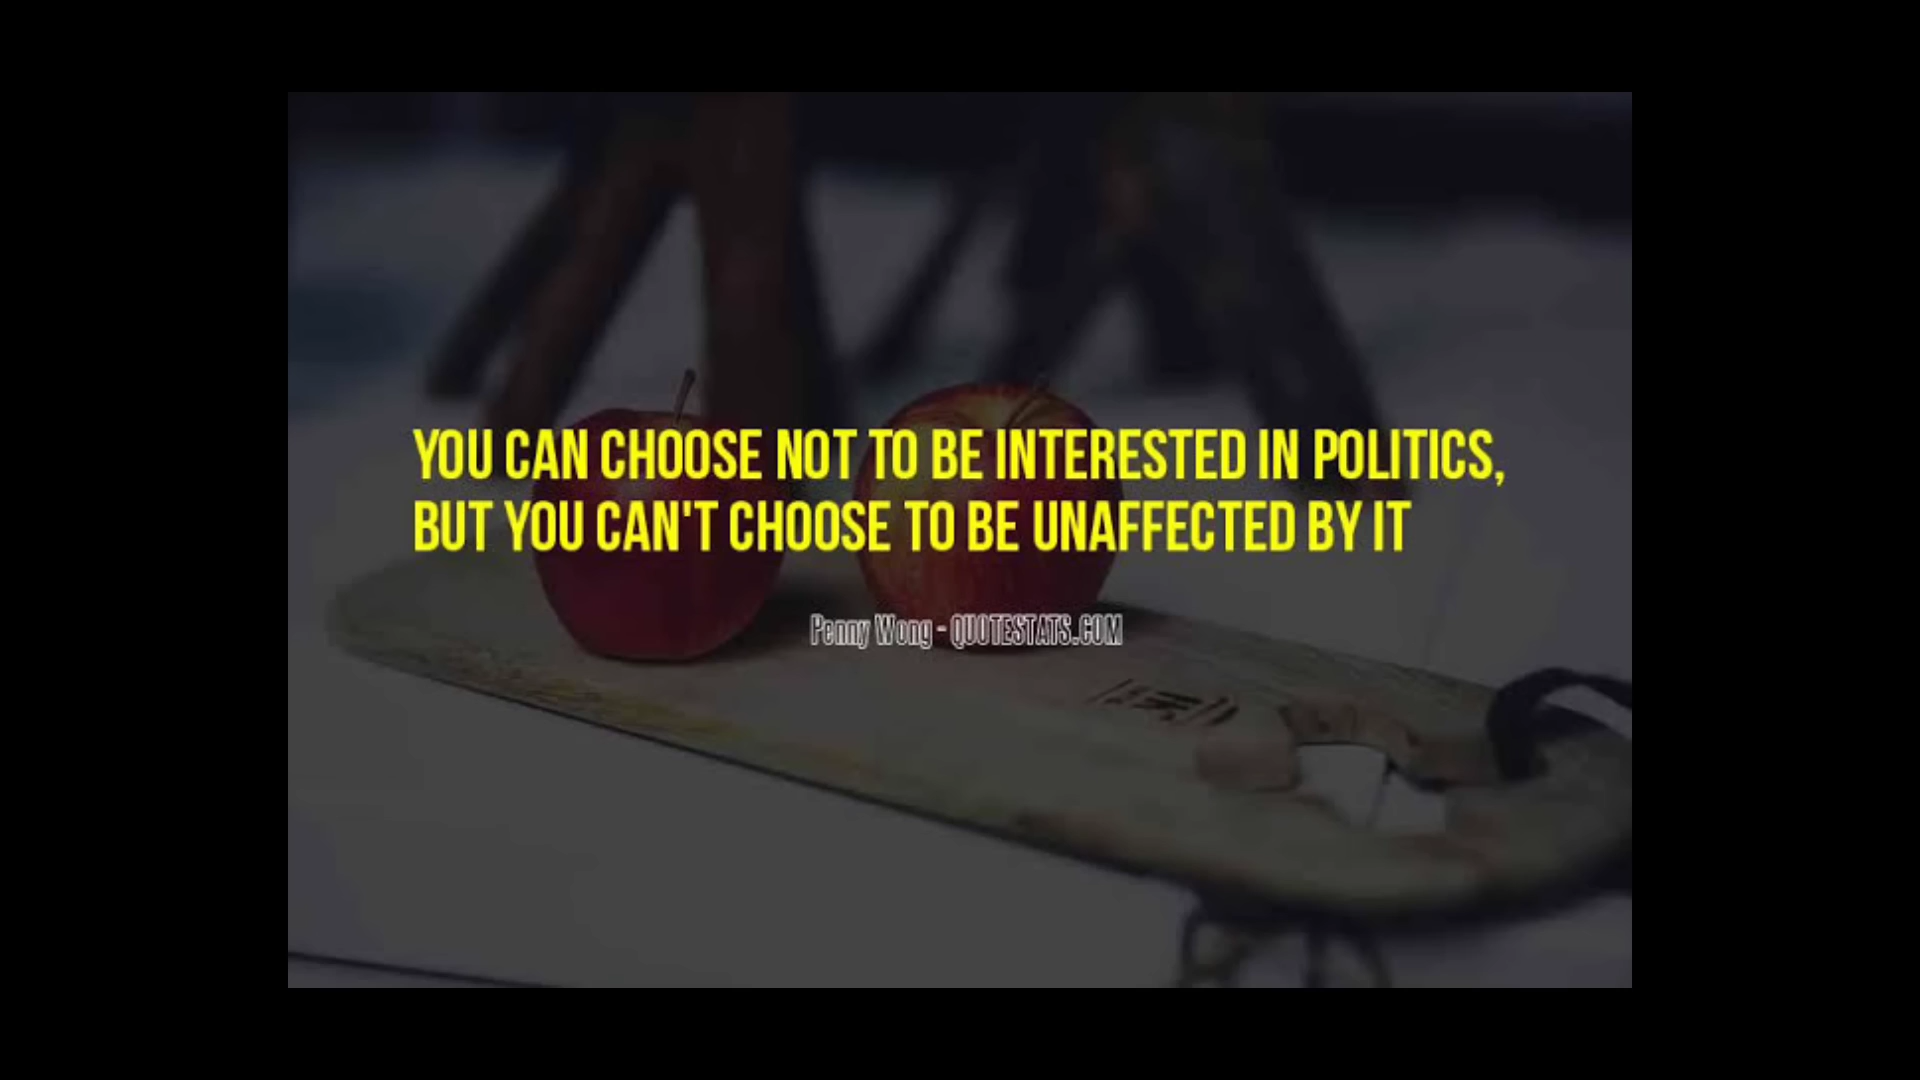 YOU CAN CHOOSE NOT TO BE INTERESTED IN POLITICS,
BUT YOU CAN'T CHOOSE TO BE UNAFFECTED BY IT
Penny Wong - QUOTESTATS.COM